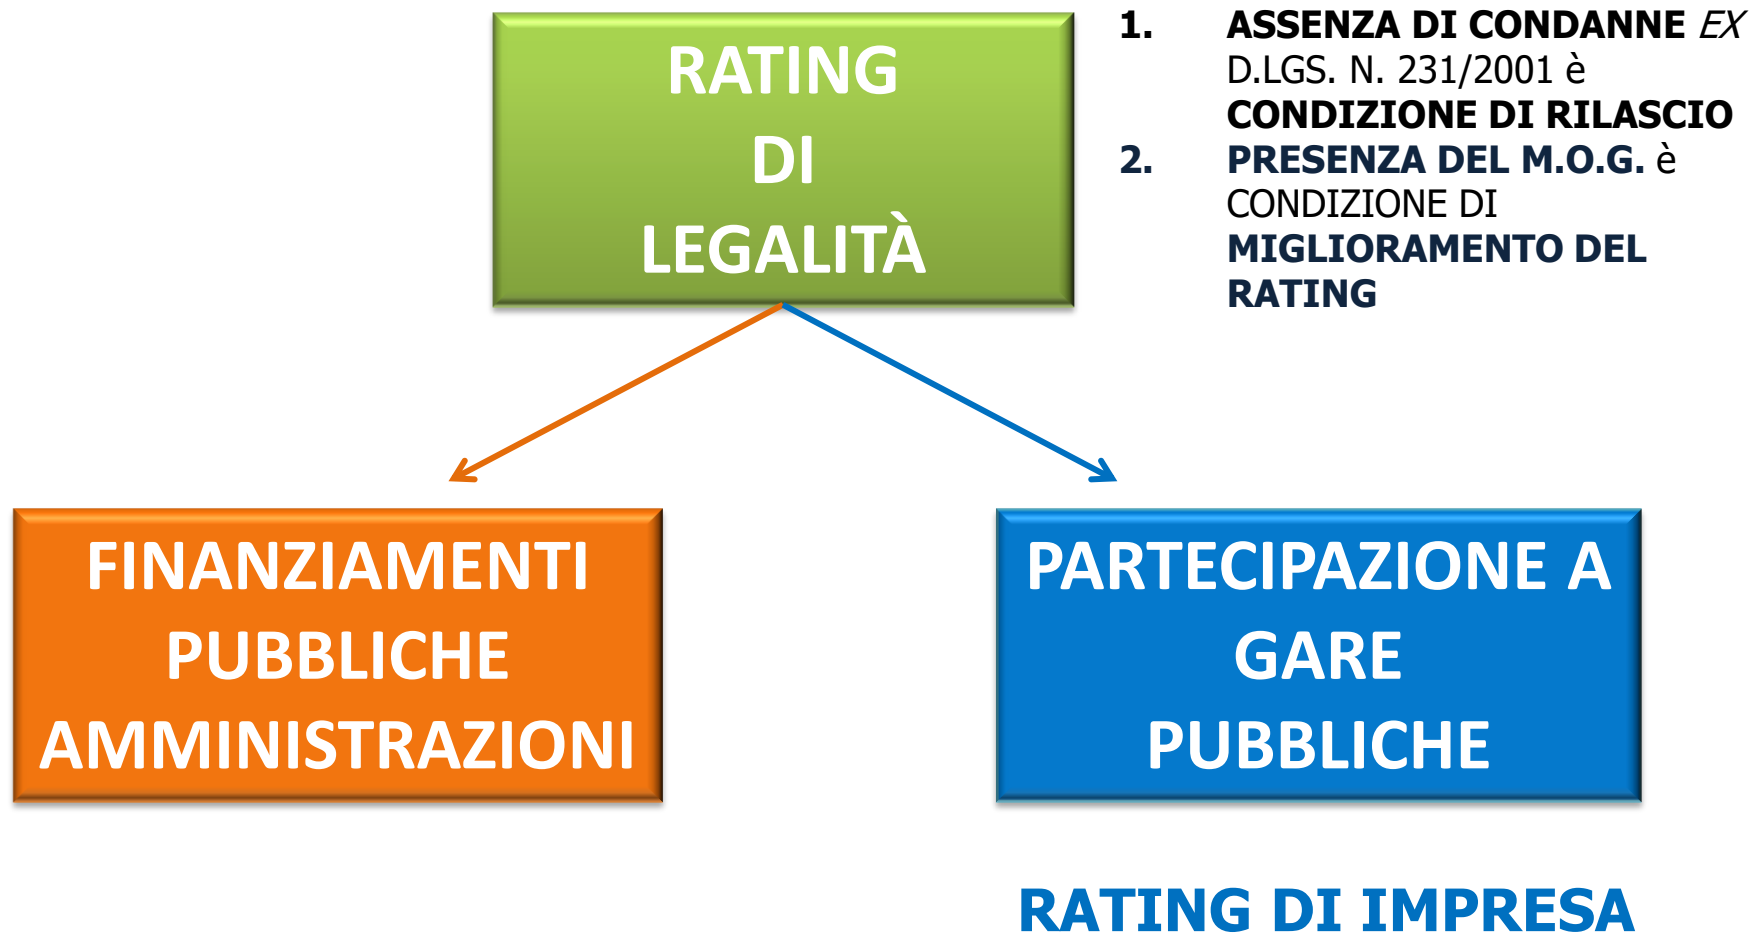 RATING
DI
LEGALITÀ
1. ASSENZA DI CONDANNE EX
D.LGS. N. 231/2001 è
CONDIZIONE DI RILASCIO
2. PRESENZA DEL M.O.G. è
CONDIZIONE DI
MIGLIORAMENTO DEL
RATING
FINANZIAMENTI
PUBBLICHE
AMMINISTRAZIONI
PARTECIPAZIONE A
GARE
PUBBLICHE
RATING DI IMPRESA